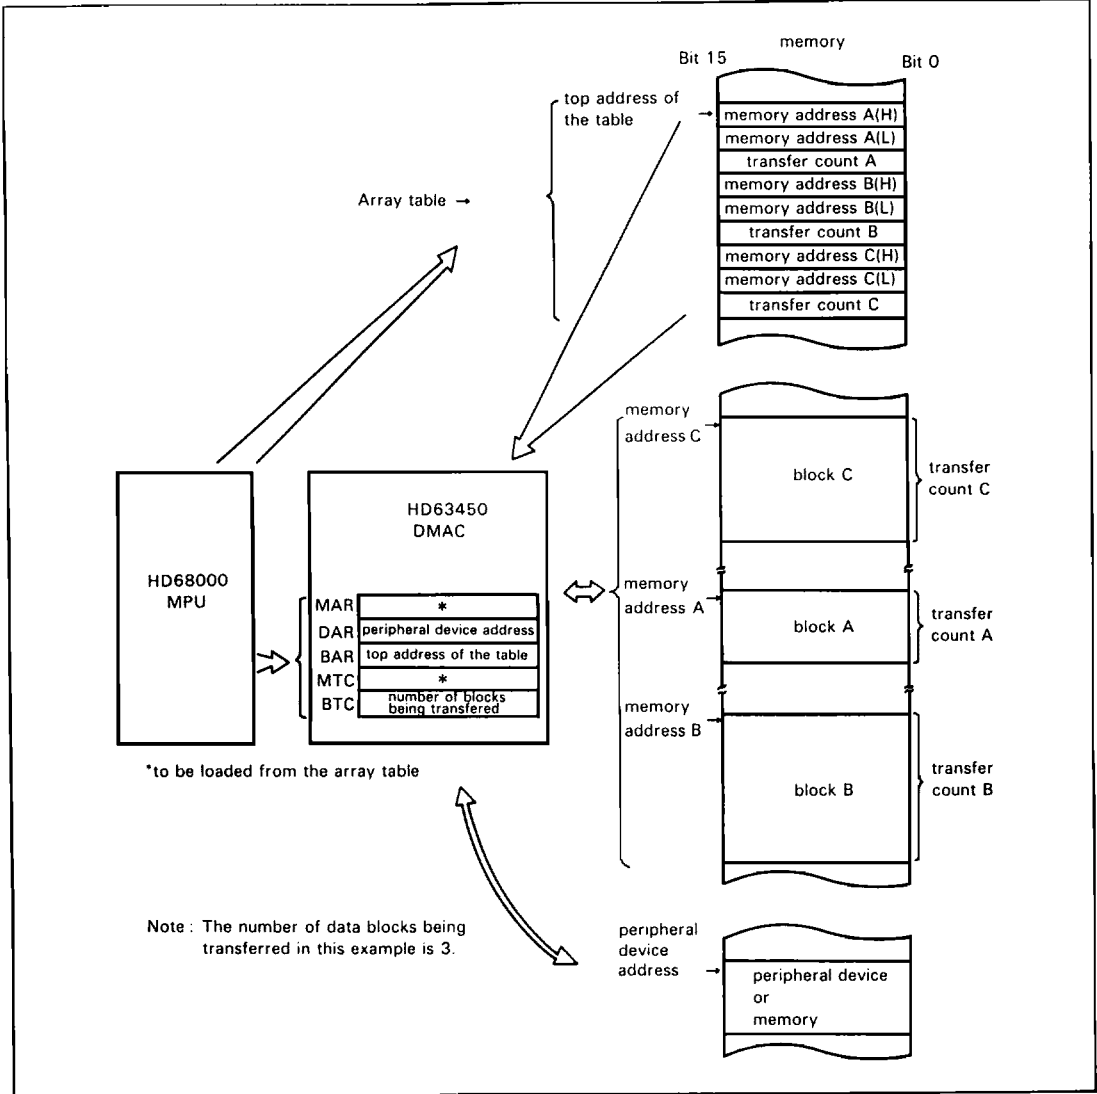 memory
Bit 15
Bit 0
top address of
the table
memory address A(H)
memory address A(L)
transfer count A
memory address B(H)
memory address B(L)
transfer count B
memory address C(H)
memory address C(L)
transfer count C
Array table
memory
address C
block C
transfer
count C
HD68000
MPU
HD63450
DMAC
MAR *
DAR peripheral device address
BAR top address of the table
MTC *
BTC number of blocks
being transfered
*to be loaded from the array table
memory
address A
block A
transfer
count A
memory
address B
block B
transfer
count B
Note : The number of data blocks being
transferred in this example is 3.
peripheral
device
address
peripheral device
or
memory